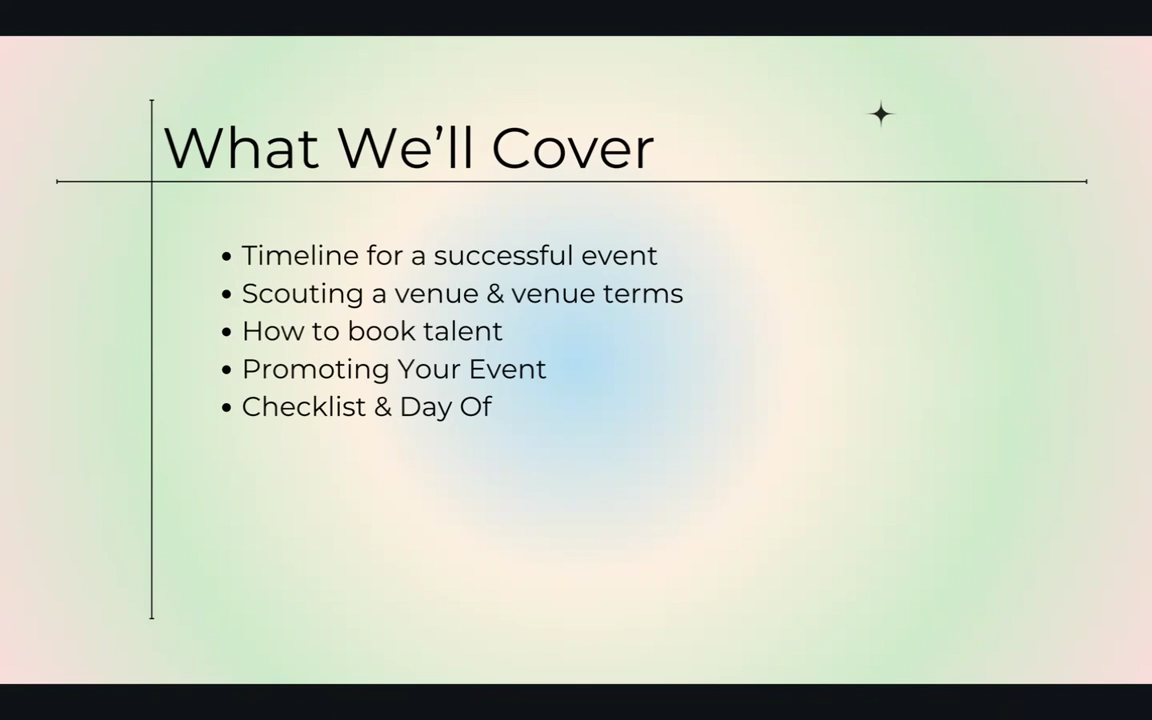 What We’ll Cover
• Timeline for a successful event
• Scouting a venue & venue terms
• How to book talent
• Promoting Your Event
• Checklist & Day Of